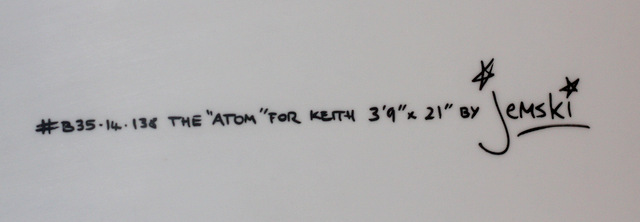 #B35·14·138 THE "ATOM" FOR KEITH 3'9" x 21" BY Jemski